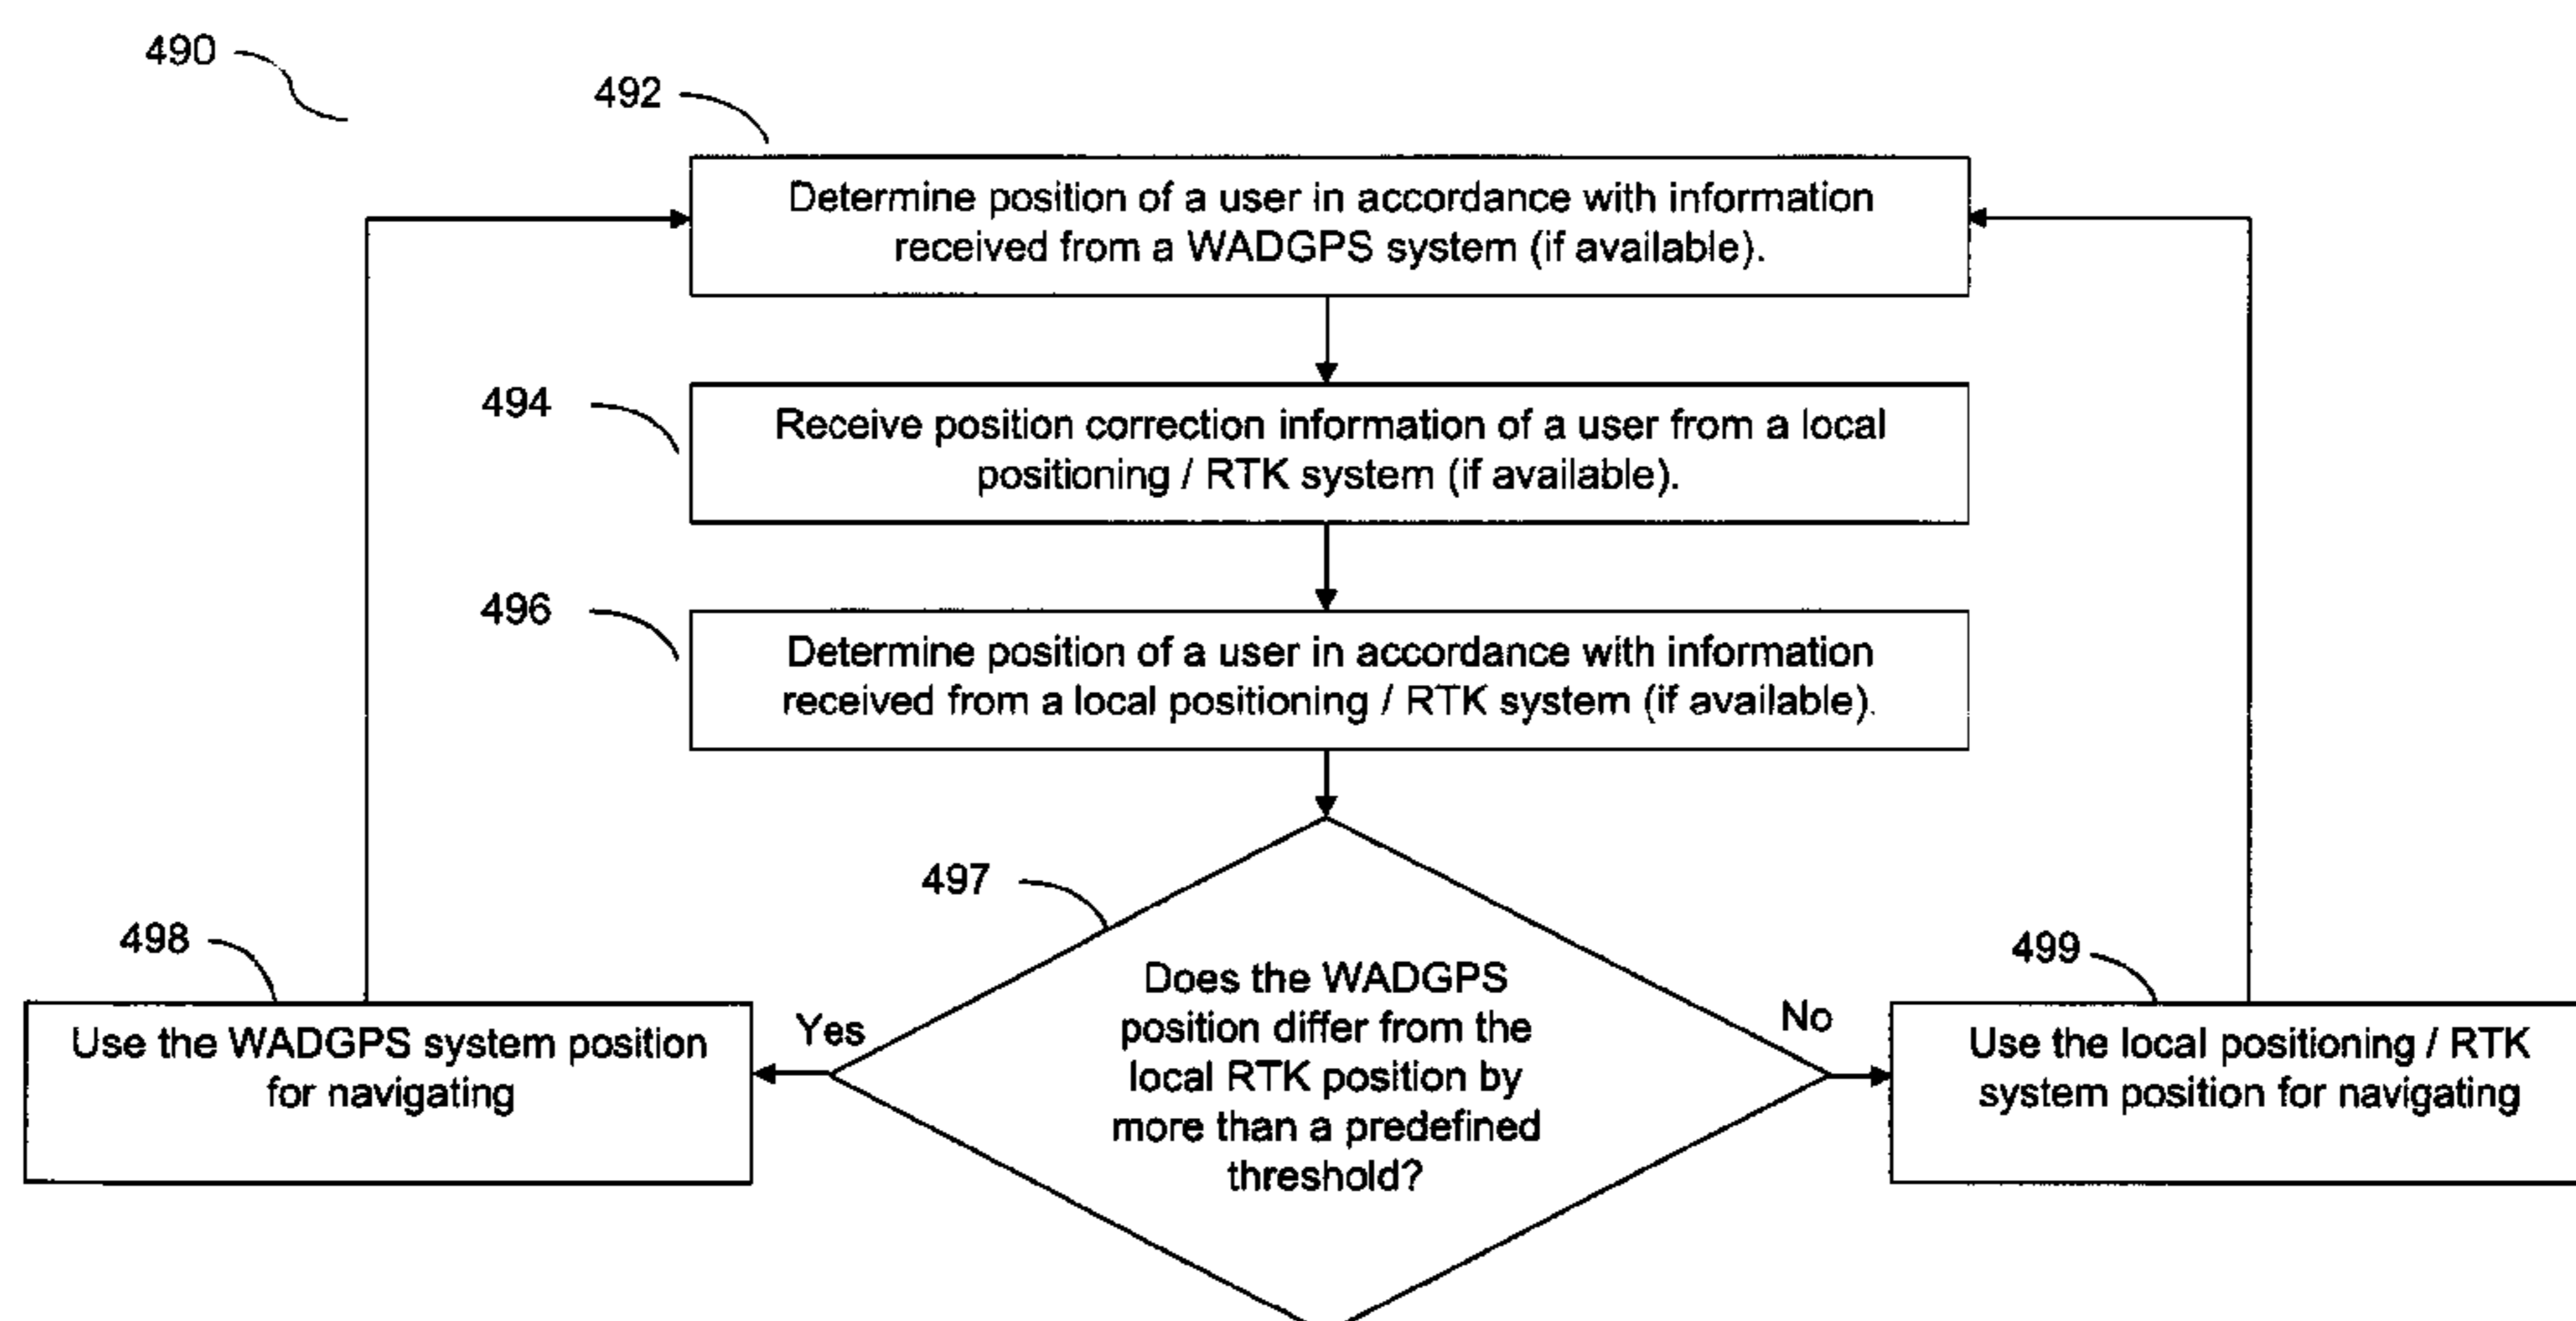 490
492
Determine position of a user in accordance with information
received from a WADGPS system (if available).
494
Receive position correction information of a user from a local
positioning / RTK system (if available).
496
Determine position of a user in accordance with information
received from a local positioning / RTK system (if available).
497
498
499
Does the WADGPS
position differ from the
local RTK position by
more than a predefined
threshold?
Yes
No
Use the WADGPS system position
for navigating
Use the local positioning / RTK
system position for navigating